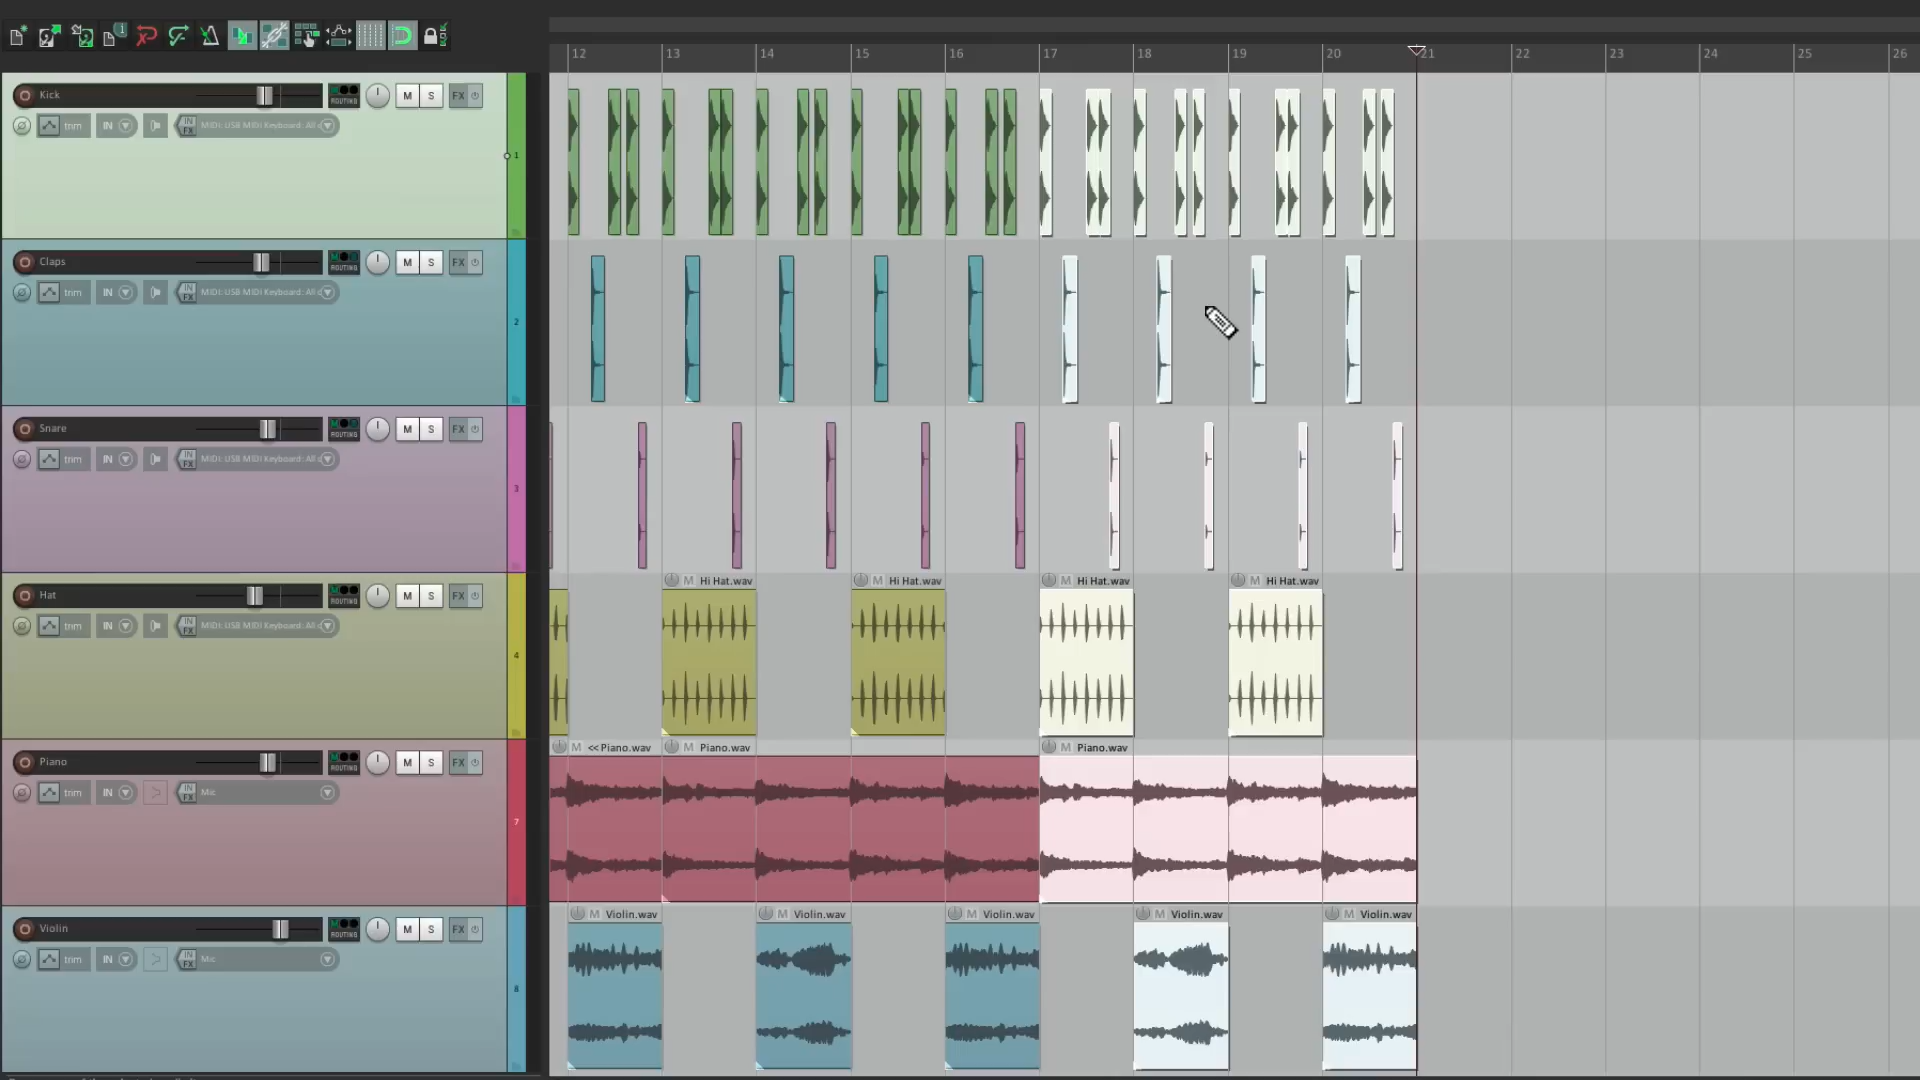 12 13 14 15 16 17 18 19 20 21 22 23 24 25 26
Kick ROUTING M S FX
trim IN IN FX MIDI: USB MIDI Keyboard: All
1
Claps ROUTING M S FX
trim IN IN FX MIDI: USB MIDI Keyboard: All
2
Snare ROUTING M S FX
trim IN IN FX MIDI: USB MIDI Keyboard: All
3
M Hi Hat.wav M Hi Hat.wav M Hi Hat.wav M Hi Hat.wav
Hat ROUTING M S FX
trim IN IN FX MIDI: USB MIDI Keyboard: All
4
M <<Piano.wav M Piano.wav M Piano.wav
Piano ROUTING M S FX
trim IN IN FX Mic
7
M Violin.wav M Violin.wav M Violin.wav M Violin.wav M Violin.wav
Violin ROUTING M S FX
trim IN IN FX Mic
8